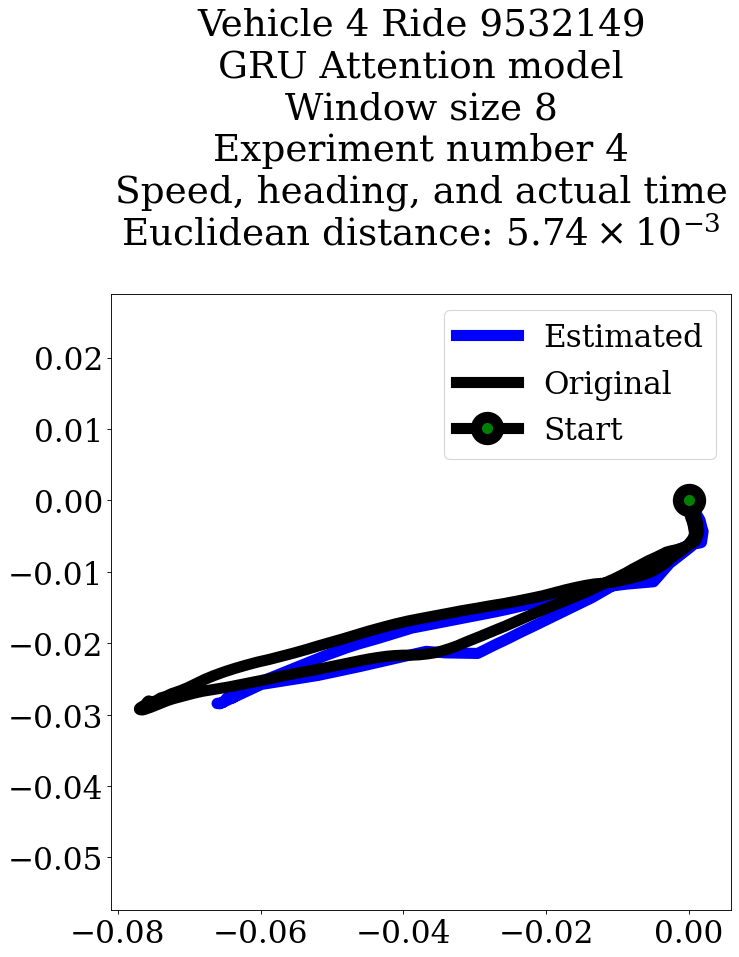 Vehicle 4 Ride 9532149
GRU Attention model
Window size 8
Experiment number 4
Speed, heading, and actual time
Euclidean distance: 5.74 × 10⁻³
Estimated
Original
Start
0.02
0.01
0.00
−0.01
−0.02
−0.03
−0.04
−0.05
−0.08 −0.06 −0.04 −0.02 0.00